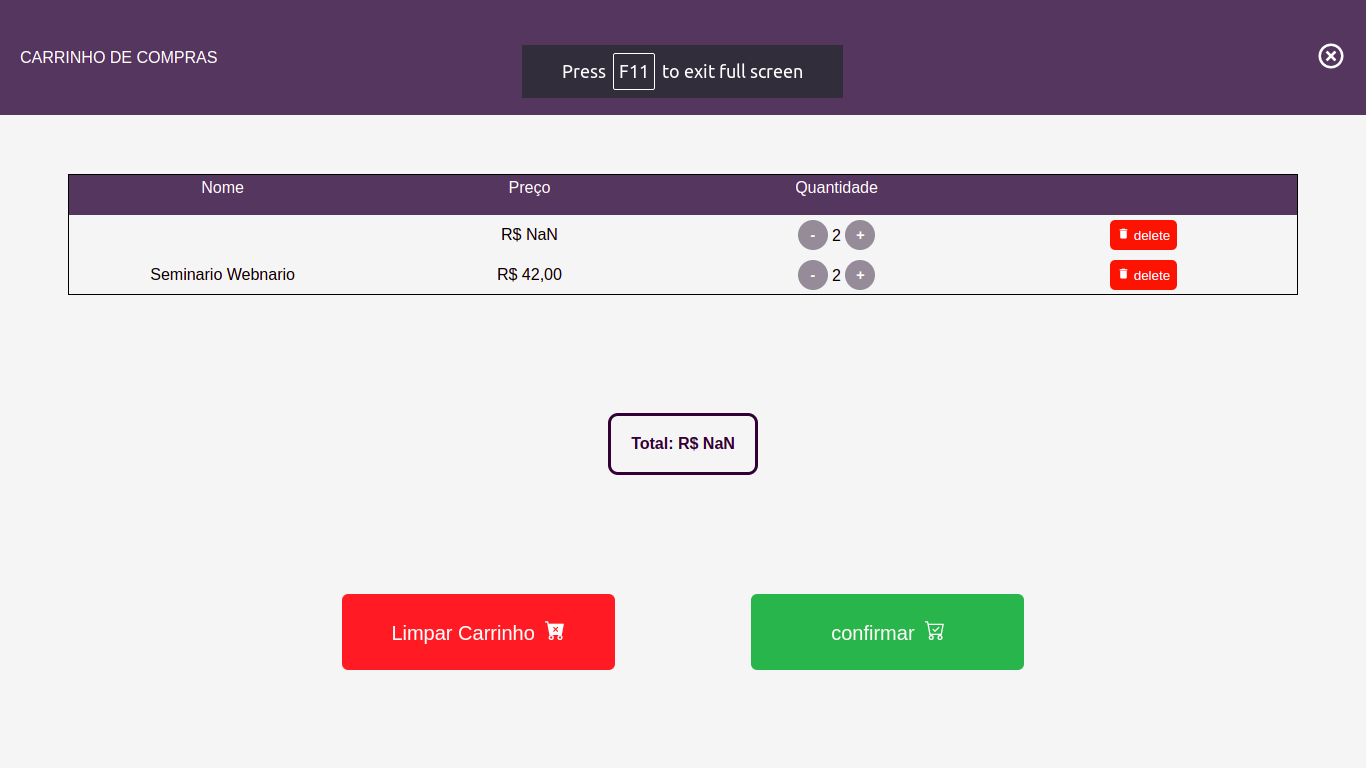 CARRINHO DE COMPRAS
Press F11 to exit full screen
Nome Preço Quantidade
R$ NaN - 2 + delete
Seminario Webnario R$ 42,00 - 2 + delete
Total: R$ NaN
Limpar Carrinho confirmar